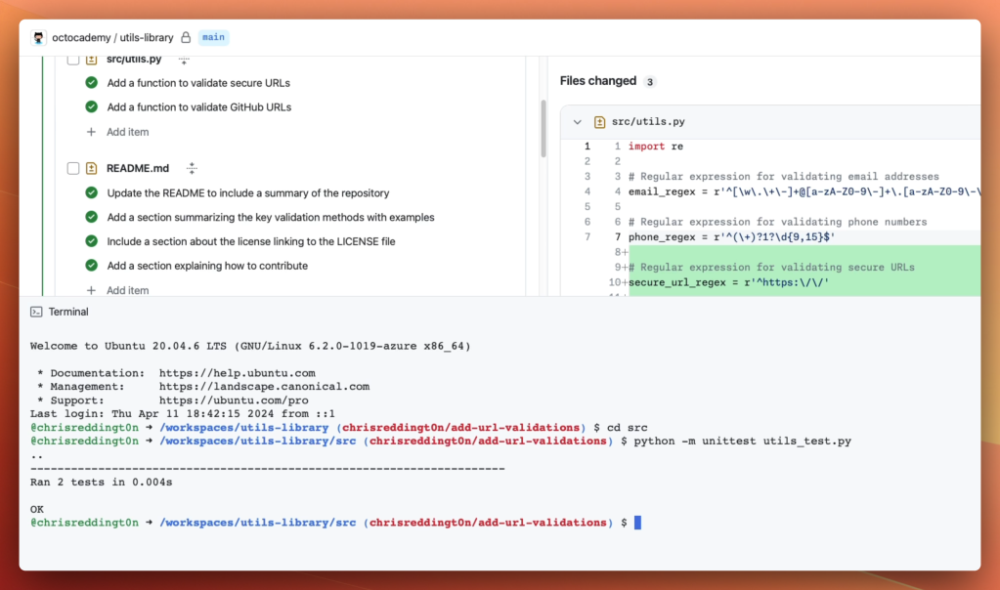 octocademy / utils-library main
src/utils.py
Add a function to validate secure URLs
Add a function to validate GitHub URLs
+ Add item
README.md
Update the README to include a summary of the repository
Add a section summarizing the key validation methods with examples
Include a section about the license linking to the LICENSE file
Add a section explaining how to contribute
+ Add item
Files changed 3
src/utils.py
1 1 import re
2 2
3 3 # Regular expression for validating email addresses
4 4 email_regex = r'^[\w\.\+\-]+@[a-zA-Z0-9\-]+\.[a-zA-Z0-9\-\
5 5
6 6 # Regular expression for validating phone numbers
7 7 phone_regex = r'^(\+)?1?\d{9,15}$'
8+
9+# Regular expression for validating secure URLs
10+secure_url_regex = r'^https:\/\/'
Terminal
Welcome to Ubuntu 20.04.6 LTS (GNU/Linux 6.2.0-1019-azure x86_64)
* Documentation: https://help.ubuntu.com
* Management: https://landscape.canonical.com
* Support: https://ubuntu.com/pro
Last login: Thu Apr 11 18:42:15 2024 from ::1
@chrisreddingt0n ➜ /workspaces/utils-library (chrisreddingt0n/add-url-validations) $ cd src
@chrisreddingt0n ➜ /workspaces/utils-library/src (chrisreddingt0n/add-url-validations) $ python -m unittest utils_test.py
..
----------------------------------------------------------------------
Ran 2 tests in 0.004s
OK
@chrisreddingt0n ➜ /workspaces/utils-library/src (chrisreddingt0n/add-url-validations) $